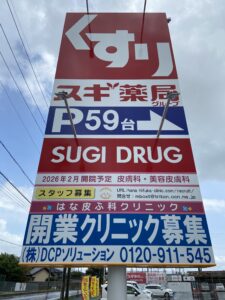 くすり
スギ薬局
グループ
P59台
SUGI DRUG
2026年2月 開院予定 皮膚科・美容皮膚科
スタッフ募集
はな皮ふ科クリニック
開業クリニック募集
(株)DCPソリューション 0120-911-545